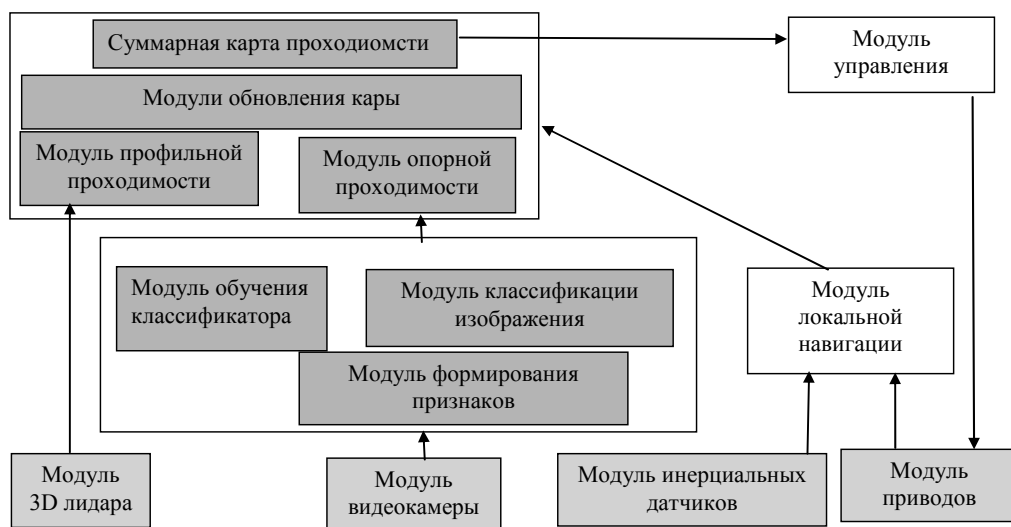 Суммарная карта проходиомсти
Модуль
управления
Модули обновления кары
Модуль профильной
проходимости
Модуль опорной
проходимости
Модуль обучения
классификатора
Модуль классификации
изображения
Модуль
локальной
навигации
Модуль формирования
признаков
Модуль
3D лидара
Модуль
видеокамеры
Модуль инерциальных
датчиков
Модуль
приводов